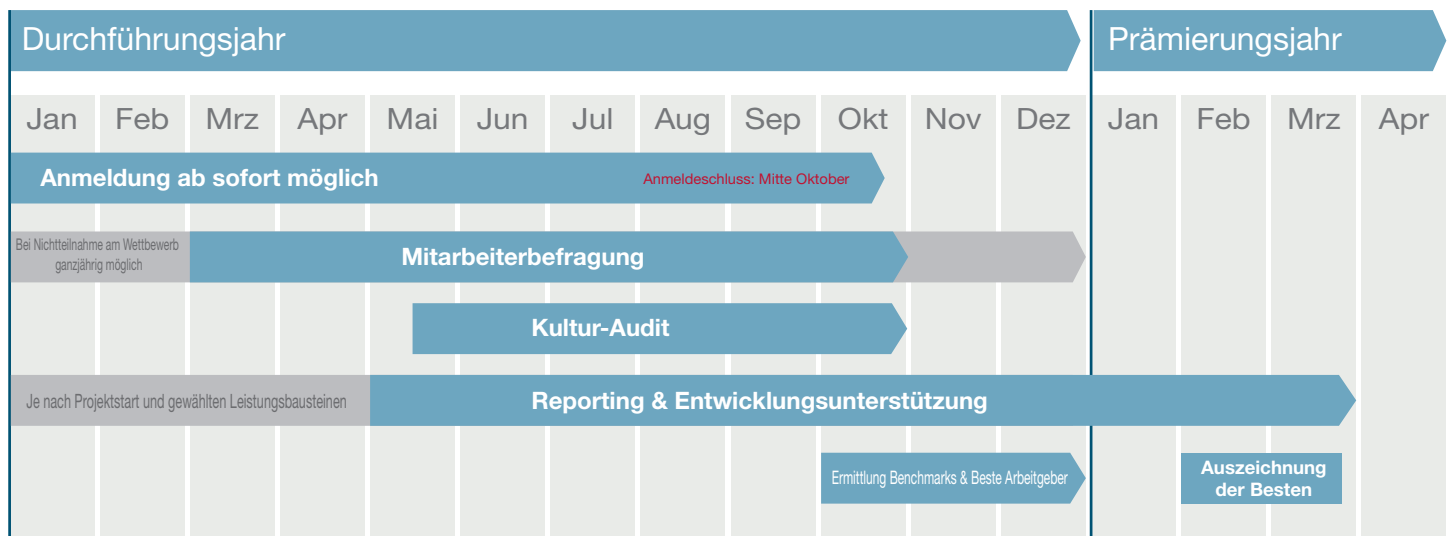 Durchführungsjahr
Prämierungsjahr
Jan Feb Mrz Apr Mai Jun Jul Aug Sep Okt Nov Dez Jan Feb Mrz Apr
Anmeldung ab sofort möglich
Anmeldeschluss: Mitte Oktober
Bei Nichtteilnahme am Wettbewerb
ganzjährig möglich
Mitarbeiterbefragung
Kultur-Audit
Je nach Projektstart und gewählten Leistungsbausteinen
Reporting & Entwicklungsunterstützung
Ermittlung Benchmarks & Beste Arbeitgeber
Auszeichnung
der Besten